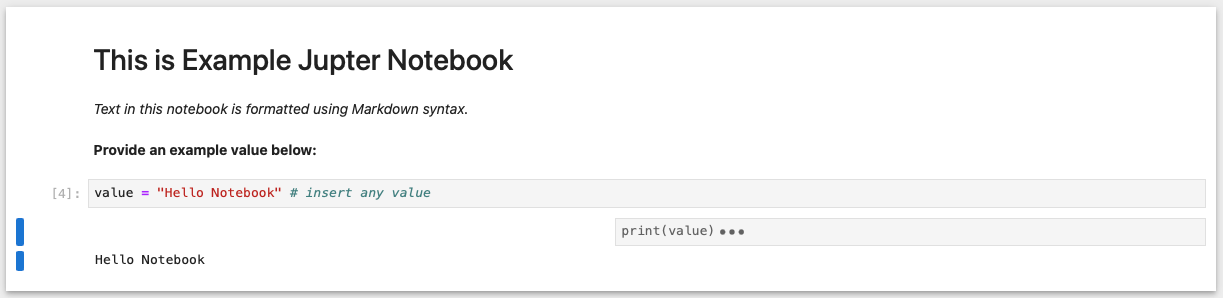 This is Example Jupter Notebook
Text in this notebook is formatted using Markdown syntax.
Provide an example value below:
[4]: value = "Hello Notebook" # insert any value
print(value) •••
Hello Notebook